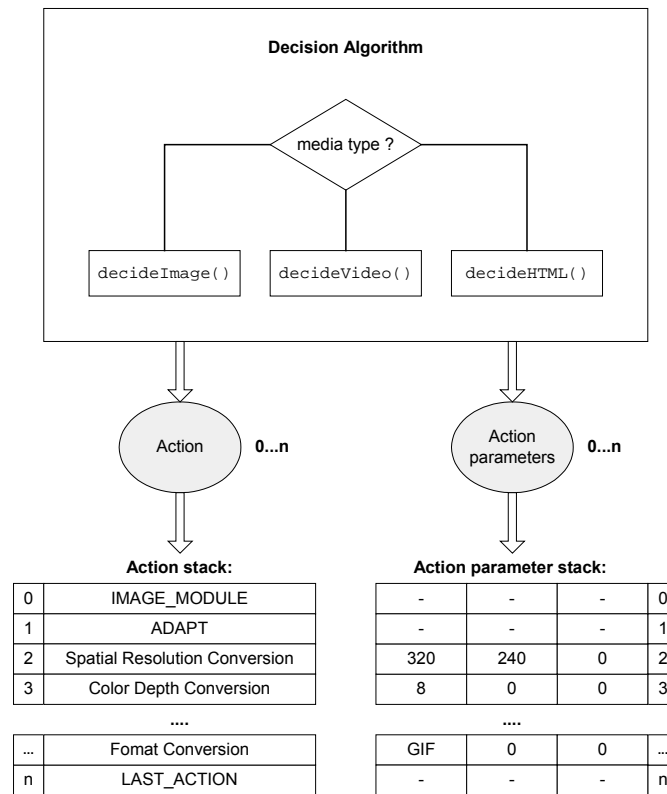 Decision Algorithm
media type ?
decideImage() decideVideo() decideHTML()
Action 0...n
Action
parameters 0...n
Action stack: Action parameter stack:
0 IMAGE_MODULE - - - 0
1 ADAPT - - - 1
2 Spatial Resolution Conversion 320 240 0 2
3 Color Depth Conversion 8 0 0 3
.... ....
... Fomat Conversion GIF 0 0 ...
n LAST_ACTION - - - n